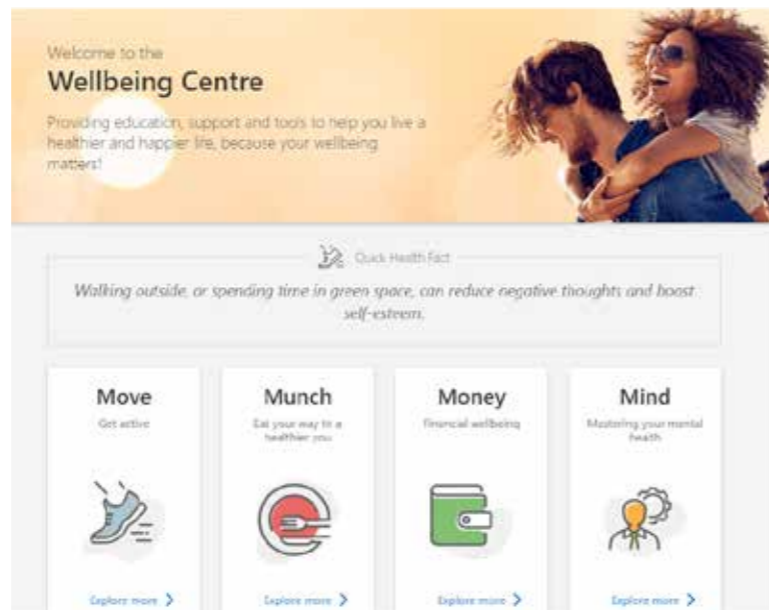 Welcome to the
Wellbeing Centre
Providing education, support and tools to help you live a
healthier and happier life, because your wellbeing
matters!
Quick Health Fact
Walking outside, or spending time in green space, can reduce negative thoughts and boost
self-esteem.
Move
Get active
Munch
Eat your way to a
healthier you
Money
Financial wellbeing
Mind
Mastering your mental
health
Explore more
Explore more
Explore more
Explore more